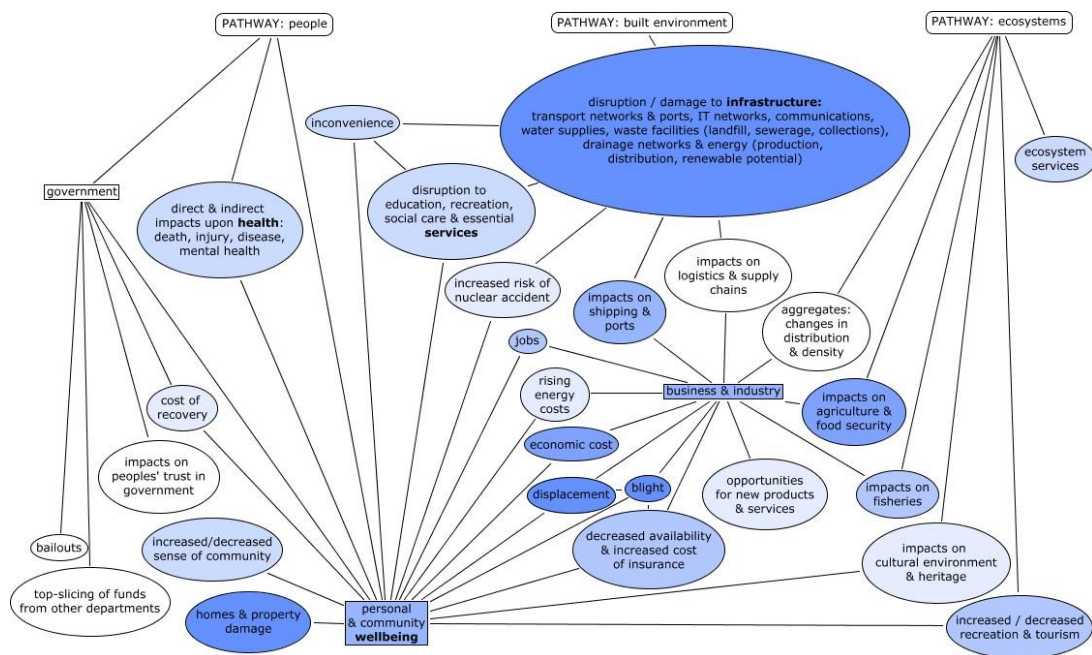 PATHWAY: people
PATHWAY: built environment
PATHWAY: ecosystems
disruption / damage to infrastructure:
transport networks & ports, IT networks, communications,
water supplies, waste facilities (landfill, sewerage, collections),
drainage networks & energy (production,
distribution, renewable potential)
inconvenience
ecosystem
services
government
direct & indirect
impacts upon health:
death, injury, disease,
mental health
disruption to
education, recreation,
social care & essential
services
increased risk of
nuclear accident
impacts on
logistics & supply
chains
impacts on
shipping &
ports
aggregates:
changes in
distribution
& density
jobs
rising
energy
costs
business & industry
impacts on
agriculture &
food security
cost of
recovery
economic cost
impacts on
peoples' trust in
government
displacement
blight
opportunities
for new products
& services
impacts on
fisheries
bailouts
increased/decreased
sense of community
decreased availability
& increased cost
of insurance
impacts on
cultural environment
& heritage
top-slicing of funds
from other departments
homes & property
damage
personal
& community
wellbeing
increased / decreased
recreation & tourism